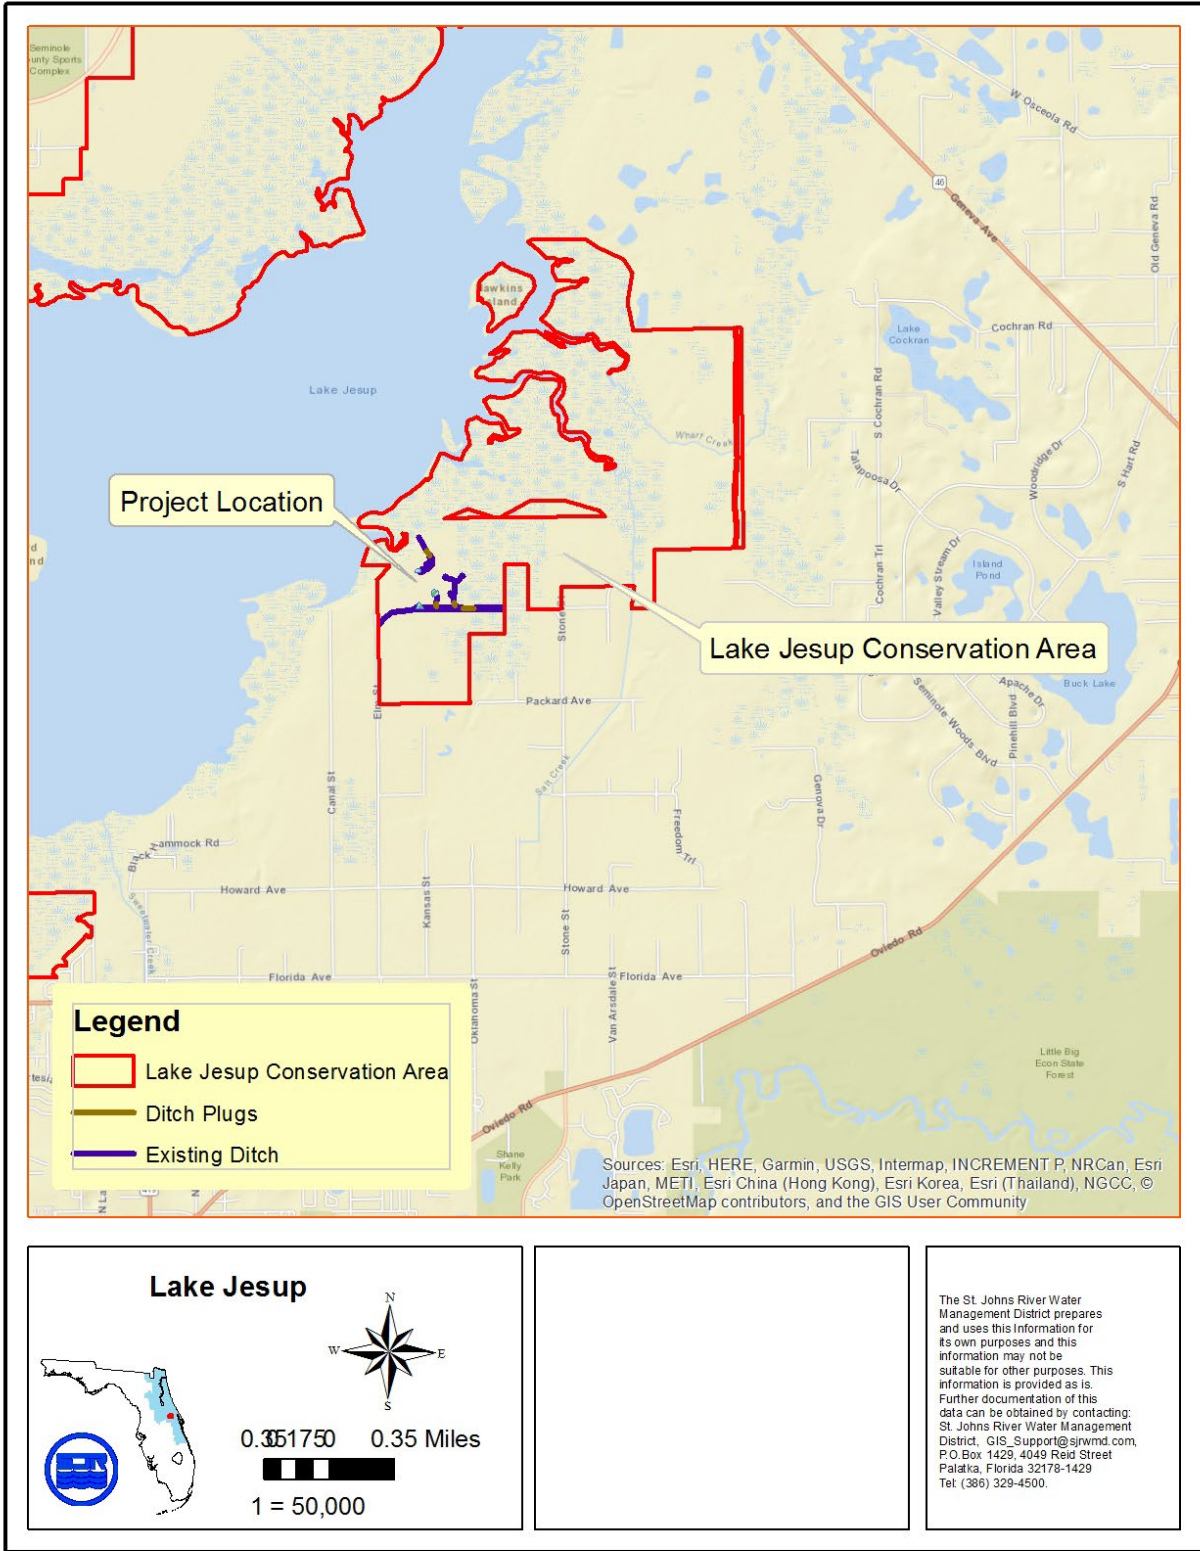 Seminole
unty Sports
Complex
W Osceola Rd
46
Geneva Ave
Old Geneva Rd
awkins
land
Lake
Cockran
Cochran Rd
Lake Jesup
S Cochran Rd
Wharf Creek
Talapoosa Dr
Woodridge Dr
S Hart Rd
Project Location
d
nd
Cochran Trl
Valley Stream Dr
Island
Pond
Stone
Lake Jesup Conservation Area
Elm St
Packard Ave
Seminole Woods Blvd
Apache Dr
Pinehill Blvd
Buck Lake
Canal St
Salt Creek
Genova Dr
Freedom Trl
Black Hammock Rd
Howard Ave
Howard Ave
Sweetwater Creek
Kansas St
Stone St
Oviedo Rd
Florida Ave
Florida Ave
Oklahoma St
Van Arsdale St
Legend
Lake Jesup Conservation Area
Ditch Plugs
Existing Ditch
Little Big
Econ State
Forest
Oviedo Rd
Shane
Kelly
Park
N La
N
Sources: Esri, HERE, Garmin, USGS, Intermap, INCREMENT P, NRCan, Esri
Japan, METI, Esri China (Hong Kong), Esri Korea, Esri (Thailand), NGCC, ©
OpenStreetMap contributors, and the GIS User Community
Lake Jesup
N
W
E
S
0.35 Miles
1 = 50,000
The St. Johns River Water
Management District prepares
and uses this Information for
its own purposes and this
information may not be
suitable for other purposes. This
information is provided as is.
Further documentation of this
data can be obtained by contacting:
St. Johns River Water Management
District, GIS_Support@sjrwmd.com,
P.O.Box 1429, 4049 Reid Street
Palatka, Florida 32178-1429
Tel: (386) 329-4500.